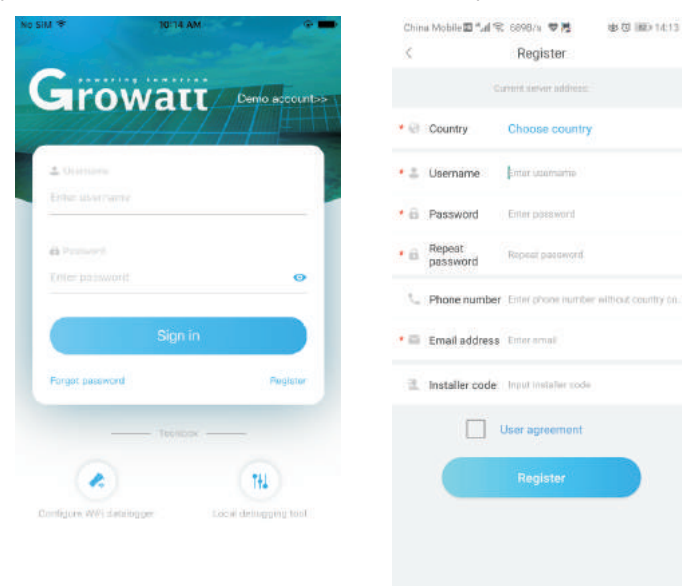 No SIM
10:14 AM
powering tomorrow
Growatt
Demo account>>
Username
Enter username
Password
Enter password
Sign in
Forgot password
Register
Toolbox
Configure WiFi datalogger
Local debugging tool
China Mobile
14:13
Register
Current server address:
* Country Choose country
* Username Enter username
* Password Enter password
* Repeat password Repeat password
Phone number Enter phone number without country co.
* Email address Enter email
Installer code Input installer code
User agreement
Register